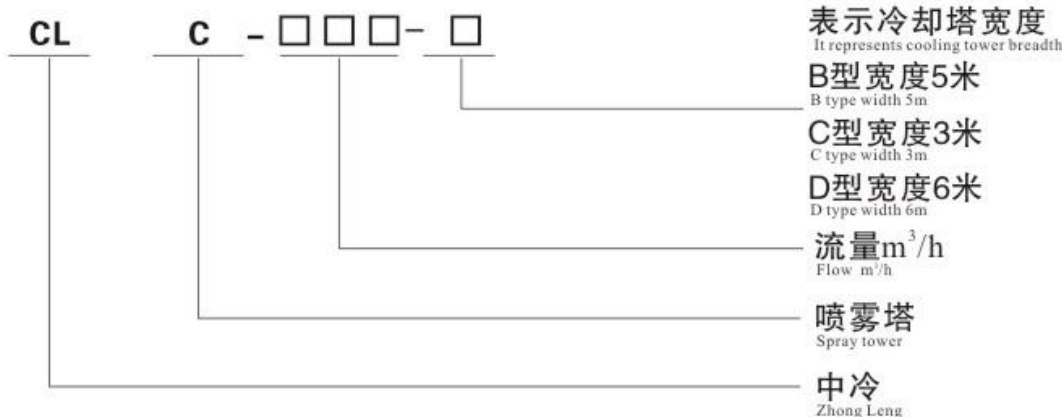 CL C - □□□ - □
表示冷却塔宽度
It represents cooling tower breadth
B型宽度5米
B type width 5m
C型宽度3米
C type width 3m
D型宽度6米
D type width 6m
流量m³/h
Flow m³/h
喷雾塔
Spray tower
中冷
Zhong Leng